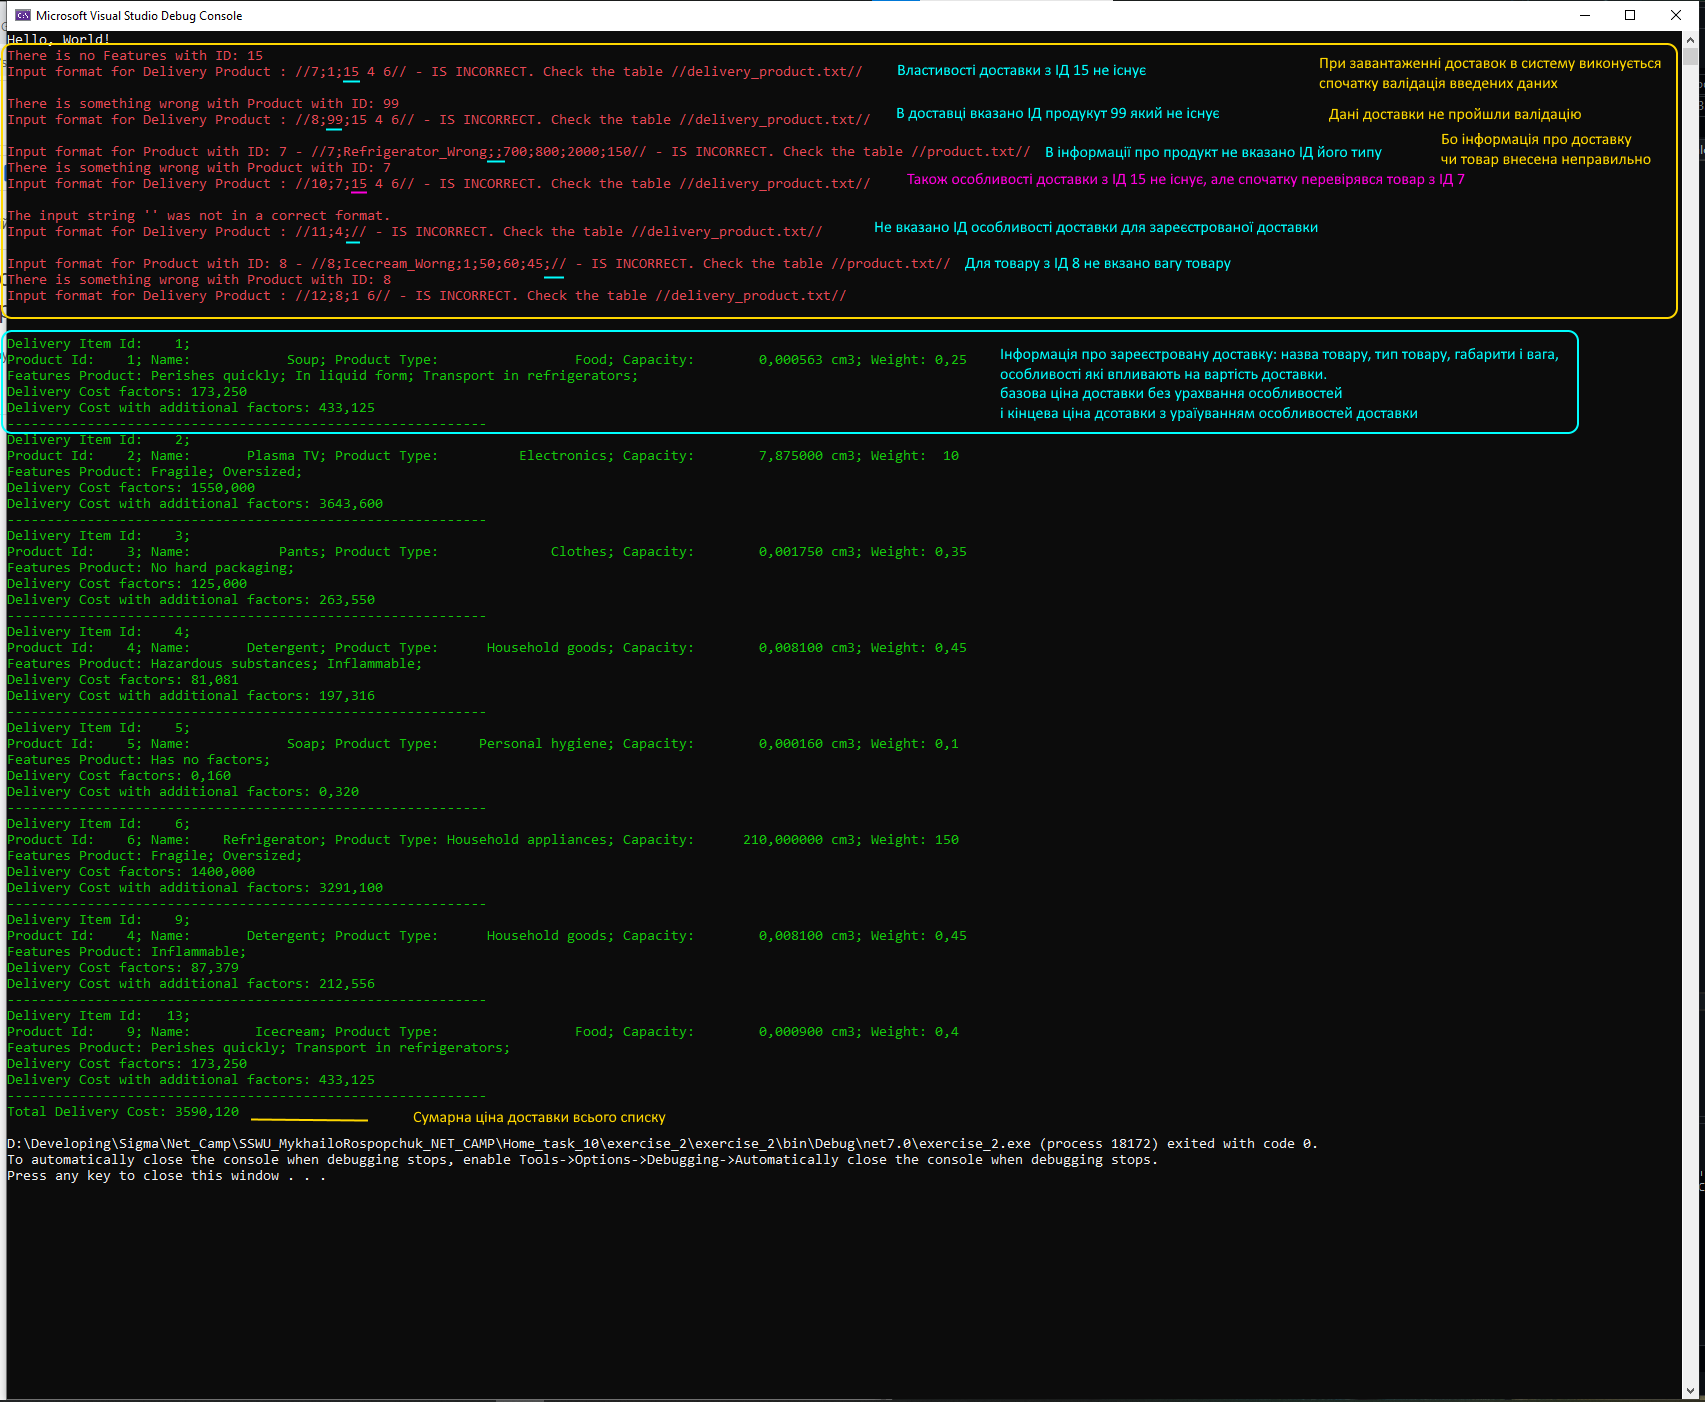 Microsoft Visual Studio Debug Console
Hello, World!
There is no Features with ID: 15
Input format for Delivery Product : //7;1;15 4 6// - IS INCORRECT. Check the table //delivery_product.txt//
Властивості доставки з ІД 15 не існує
При завантаженні доставок в систему виконується
спочатку валідація введених даних
There is something wrong with Product with ID: 99
Input format for Delivery Product : //8;99;15 4 6// - IS INCORRECT. Check the table //delivery_product.txt//
В доставці вказано ІД продукут 99 який не існує
Дані доставки не пройшли валідацію
Бо інформація про доставку
чи товар внесена неправильно
Input format for Product with ID: 7 - //7;Refrigerator_Wrong;;700;800;2000;150// - IS INCORRECT. Check the table //product.txt//
В інформації про продукт не вказано ІД його типу
There is something wrong with Product with ID: 7
Input format for Delivery Product : //10;7;15 4 6// - IS INCORRECT. Check the table //delivery_product.txt//
Також особливості доставки з ІД 15 не існує, але спочатку перевірявся товар з ІД 7
The input string '' was not in a correct format.
Input format for Delivery Product : //11;4;// - IS INCORRECT. Check the table //delivery_product.txt//
Не вказано ІД особливості доставки для зареєстрованої доставки
Input format for Product with ID: 8 - //8;Icecream_Worng;1;50;60;45;// - IS INCORRECT. Check the table //product.txt//
Для товару з ІД 8 не вкзано вагу товару
There is something wrong with Product with ID: 8
Input format for Delivery Product : //12;8;1 6// - IS INCORRECT. Check the table //delivery_product.txt//
Delivery Item Id:    1;
Product Id:    1; Name:            Soup; Product Type:                 Food; Capacity:        0,000563 cm3; Weight: 0,25
Features Product: Perishes quickly; In liquid form; Transport in refrigerators;
Delivery Cost factors: 173,250
Delivery Cost with additional factors: 433,125
Інформація про зареєстровану доставку: назва товару, тип товару, габарити і вага,
особливості які впливають на вартість доставки.
базова ціна доставки без урахвання особливостей
і кінцева ціна дсотавки з ураїуванням особливостей доставки
------------------------------------------------------------
Delivery Item Id:    2;
Product Id:    2; Name:       Plasma TV; Product Type:          Electronics; Capacity:        7,875000 cm3; Weight:  10
Features Product: Fragile; Oversized;
Delivery Cost factors: 1550,000
Delivery Cost with additional factors: 3643,600
------------------------------------------------------------
Delivery Item Id:    3;
Product Id:    3; Name:           Pants; Product Type:              Clothes; Capacity:        0,001750 cm3; Weight: 0,35
Features Product: No hard packaging;
Delivery Cost factors: 125,000
Delivery Cost with additional factors: 263,550
------------------------------------------------------------
Delivery Item Id:    4;
Product Id:    4; Name:       Detergent; Product Type:      Household goods; Capacity:        0,008100 cm3; Weight: 0,45
Features Product: Hazardous substances; Inflammable;
Delivery Cost factors: 81,081
Delivery Cost with additional factors: 197,316
------------------------------------------------------------
Delivery Item Id:    5;
Product Id:    5; Name:            Soap; Product Type:     Personal hygiene; Capacity:        0,000160 cm3; Weight: 0,1
Features Product: Has no factors;
Delivery Cost factors: 0,160
Delivery Cost with additional factors: 0,320
------------------------------------------------------------
Delivery Item Id:    6;
Product Id:    6; Name:    Refrigerator; Product Type: Household appliances; Capacity:      210,000000 cm3; Weight: 150
Features Product: Fragile; Oversized;
Delivery Cost factors: 1400,000
Delivery Cost with additional factors: 3291,100
------------------------------------------------------------
Delivery Item Id:    9;
Product Id:    4; Name:       Detergent; Product Type:      Household goods; Capacity:        0,008100 cm3; Weight: 0,45
Features Product: Inflammable;
Delivery Cost factors: 87,379
Delivery Cost with additional factors: 212,556
------------------------------------------------------------
Delivery Item Id:   13;
Product Id:    9; Name:        Icecream; Product Type:                 Food; Capacity:        0,000900 cm3; Weight: 0,4
Features Product: Perishes quickly; Transport in refrigerators;
Delivery Cost factors: 173,250
Delivery Cost with additional factors: 433,125
------------------------------------------------------------
Total Delivery Cost: 3590,120
Сумарна ціна доставки всього списку
D:\Developing\Sigma\Net_Camp\SSWU_MykhailoRospopchuk_NET_CAMP\Home_task_10\exercise_2\exercise_2\bin\Debug\net7.0\exercise_2.exe (process 18172) exited with code 0.
To automatically close the console when debugging stops, enable Tools->Options->Debugging->Automatically close the console when debugging stops.
Press any key to close this window . . .